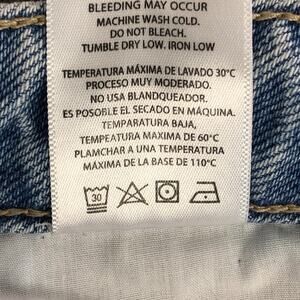 BLEEDING MAY OCCUR
MACHINE WASH COLD.
DO NOT BLEACH.
TUMBLE DRY LOW. IRON LOW
TEMPERATURA MÁXIMA DE LAVADO 30°C
PROCESO MUY MODERADO.
NO USA BLANDQUEADOR.
ES POSOBLE EL SECADO EN MÁQUINA.
TEMPARATURA BAJA,
TEMPEATURA MAXIMA DE 60°C
PLAMCHAR A UNA TEMPERATURA
MÁXIMA DE LA BASE DE 110°C
30